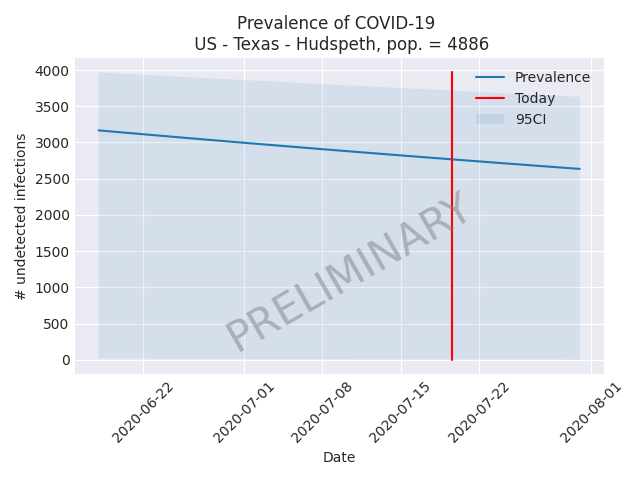 Prevalence of COVID-19
US - Texas - Hudspeth, pop. = 4886
4000
3500
3000
2500
2000
1500
1000
500
0
# undetected infections
Prevalence
Today
95CI
PRELIMINARY
2020-06-22
2020-07-01
2020-07-08
2020-07-15
2020-07-22
2020-08-01
Date